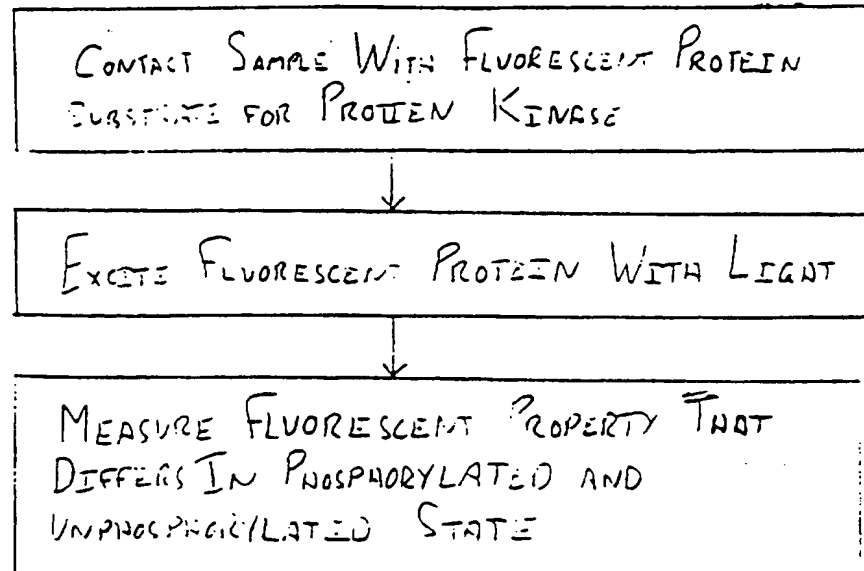 CONTACT SAMPLE WITH FLUORESCENT PROTEIN
SUBSTRATE FOR PROTIEN KINASE
EXCITE FLUORESCENT PROTEIN WITH LIGHT
MEASURE FLUORESCENT PROPERTY THAT
DIFFERS IN PHOSPHORYLATED AND
UNPHOSPHORYLATED STATE